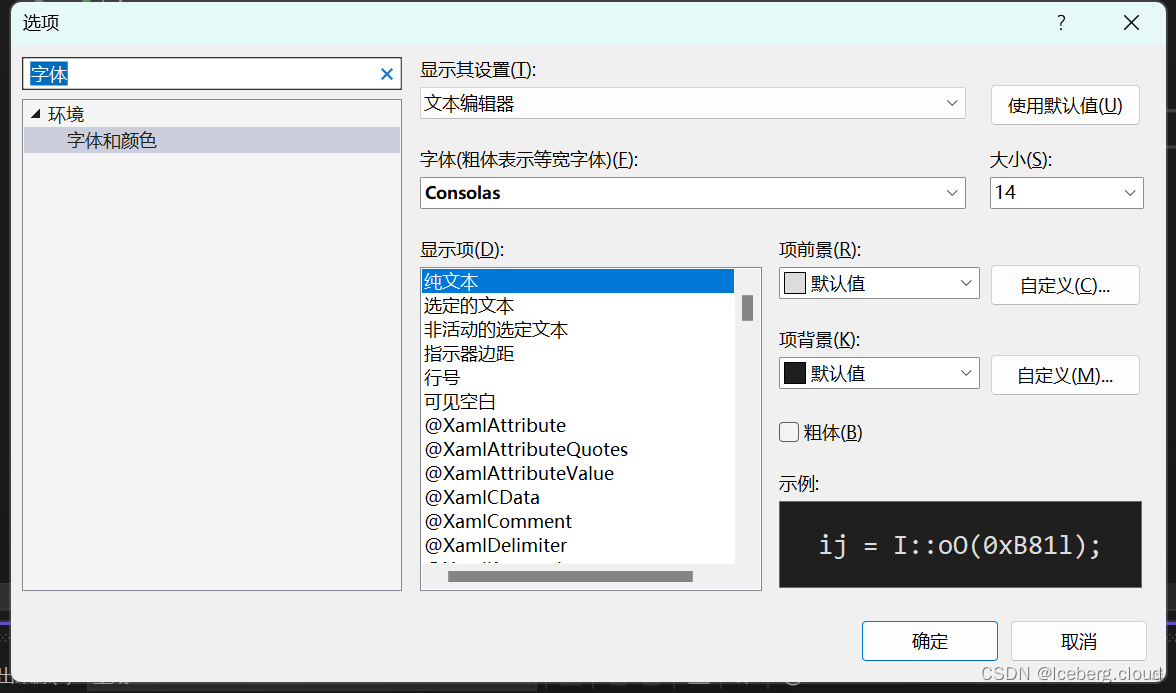 选项
?
字体
环境
字体和颜色
显示其设置(T):
文本编辑器
使用默认值(U)
字体(粗体表示等宽字体)(F):
Consolas
大小(S):
14
显示项(D):
纯文本
选定的文本
非活动的选定文本
指示器边距
行号
可见空白
@XamlAttribute
@XamlAttributeQuotes
@XamlAttributeValue
@XamlCData
@XamlComment
@XamlDelimiter
项前景(R):
默认值
自定义(C)...
项背景(K):
默认值
自定义(M)...
粗体(B)
示例:
ij = I::oO(0xB81l);
确定
取消
CSDN @Iceberg.cloud